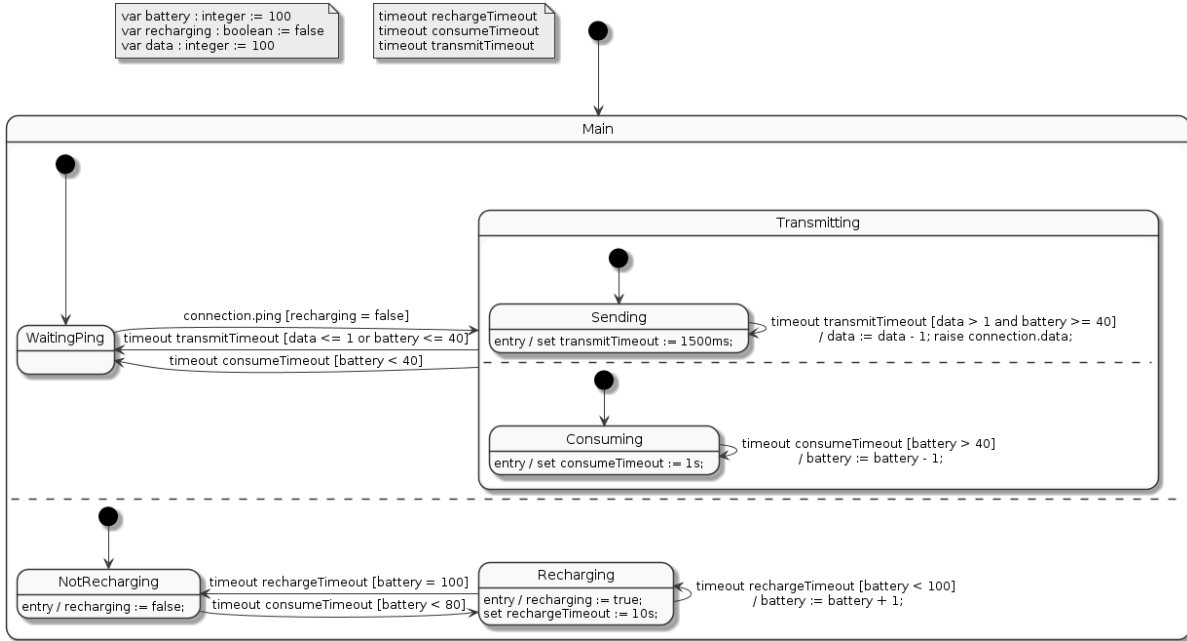 var battery : integer := 100
var recharging : boolean := false
var data : integer := 100
timeout rechargeTimeout
timeout consumeTimeout
timeout transmitTimeout
Main
Transmitting
WaitingPing
connection.ping [recharging = false]
timeout transmitTimeout [data <= 1 or battery <= 40]
timeout consumeTimeout [battery < 40]
Sending
entry / set transmitTimeout := 1500ms;
timeout transmitTimeout [data > 1 and battery >= 40]
/ data := data - 1; raise connection.data;
Consuming
entry / set consumeTimeout := 1s;
timeout consumeTimeout [battery > 40]
/ battery := battery - 1;
NotRecharging
entry / recharging := false;
timeout rechargeTimeout [battery = 100]
timeout consumeTimeout [battery < 80]
Recharging
entry / recharging := true;
set rechargeTimeout := 10s;
timeout rechargeTimeout [battery < 100]
/ battery := battery + 1;